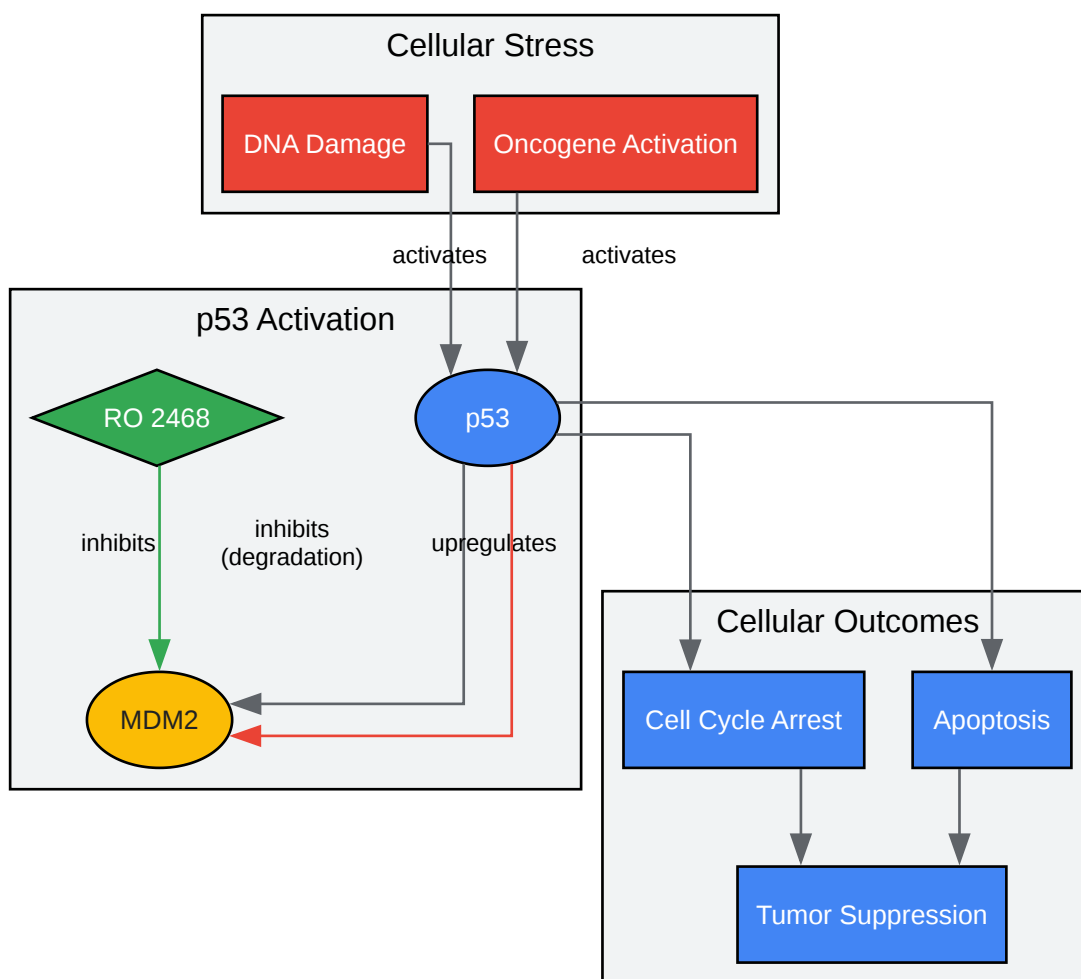 Cellular Stress
DNA Damage
Oncogene Activation
activates
activates
p53 Activation
RO 2468
p53
inhibits
inhibits
(degradation)
upregulates
MDM2
Cellular Outcomes
Cell Cycle Arrest
Apoptosis
Tumor Suppression